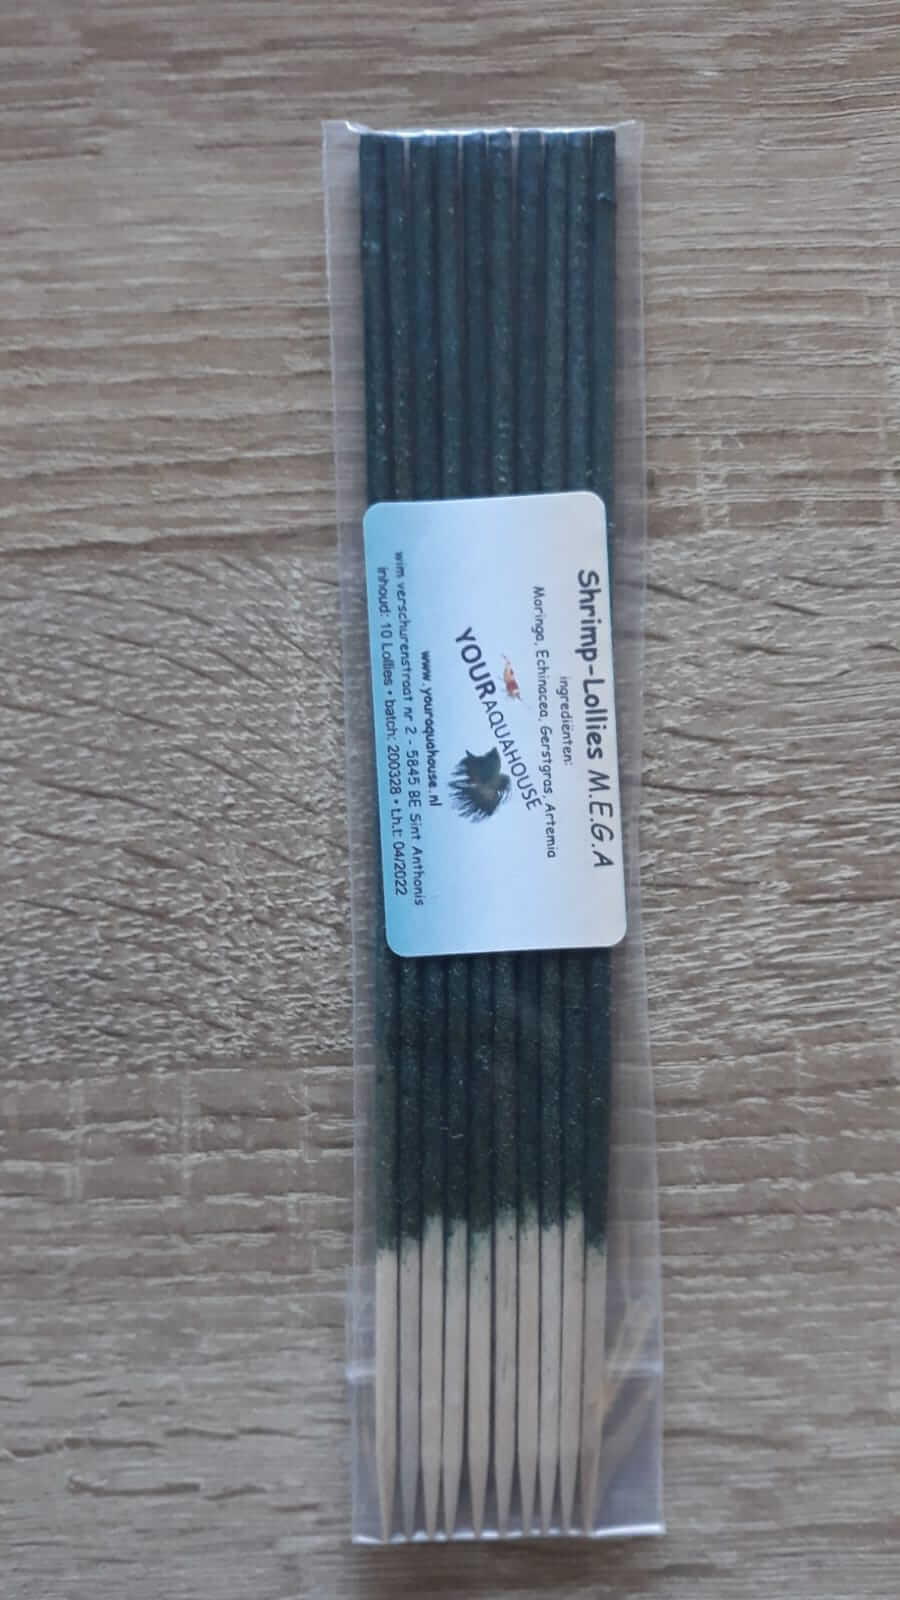 Shrimp-Lollies M.E.G.A
ingrediënten:
Moringa, Echinacea, Gerstgras, Artemia
YOURAQUAHOUSE
www.youraquahouse.nl
wim verschurenstraat nr 2 - 5845 BE Sint Anthonis
inhoud: 10 Lollies • batch: 200328 • t.h.t: 04/2022